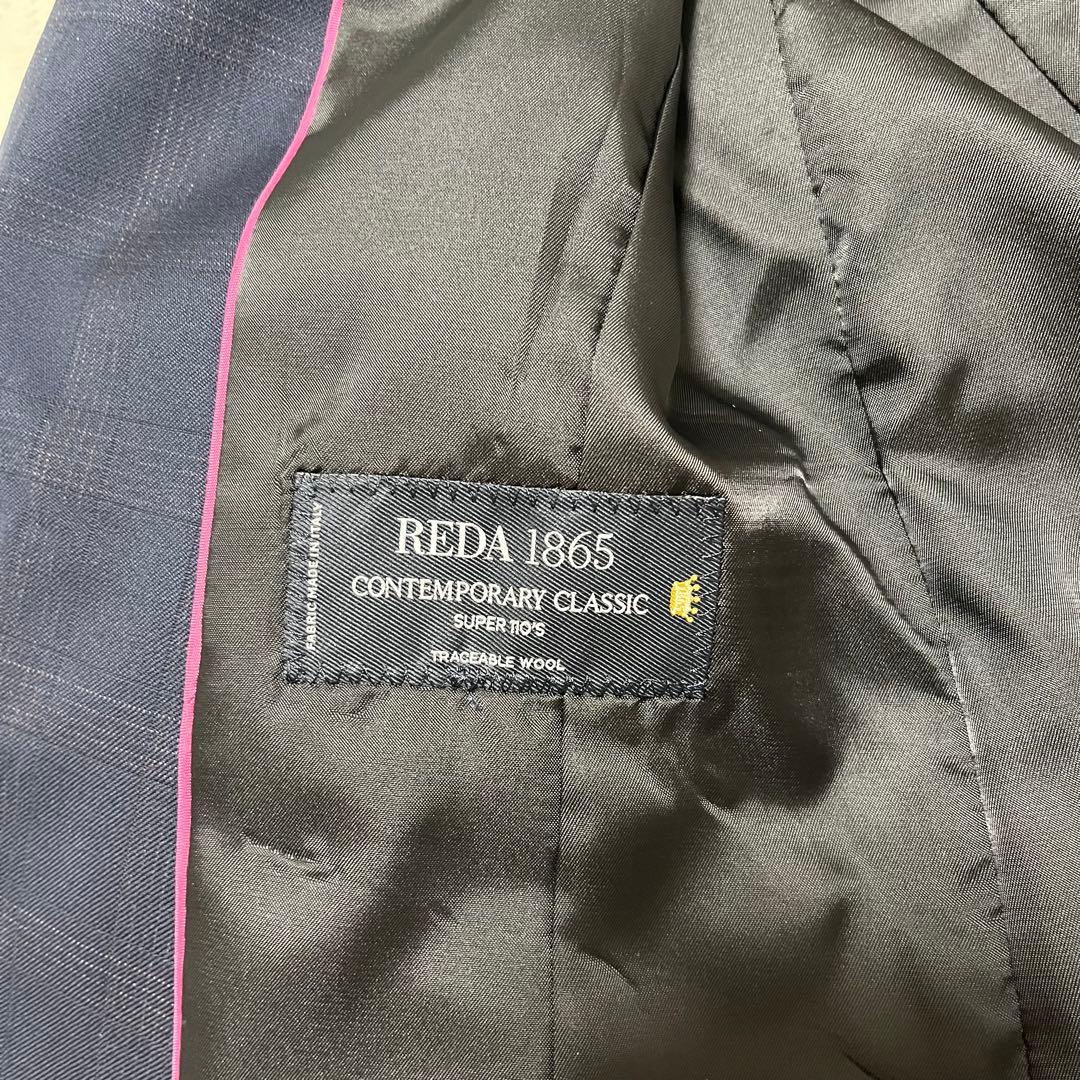 REDA 1865
CONTEMPORARY CLASSIC
SUPER 110'S
TRACEABLE WOOL
FABRIC MADE IN ITALY